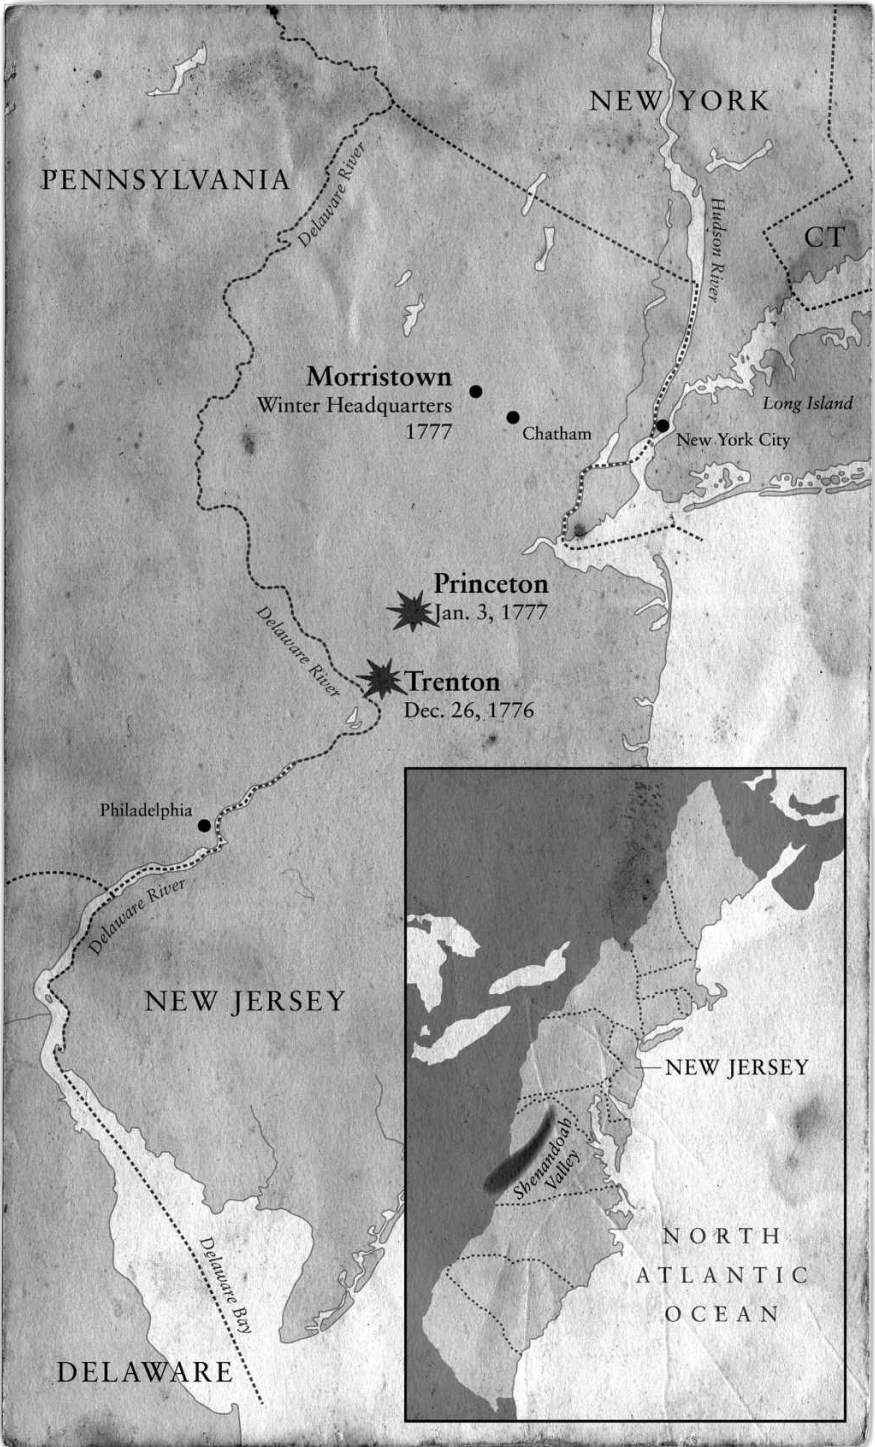 NEW YORK
PENNSYLVANIA
Delaware River
Hudson River
CT
Morristown
Winter Headquarters
1777
Chatham
Long Island
New York City
Princeton
Jan. 3, 1777
Delaware River
Trenton
Dec. 26, 1776
Philadelphia
Delaware River
NEW JERSEY
NEW JERSEY
Shenandoah
Valley
NORTH
ATLANTIC
OCEAN
Delaware Bay
DELAWARE